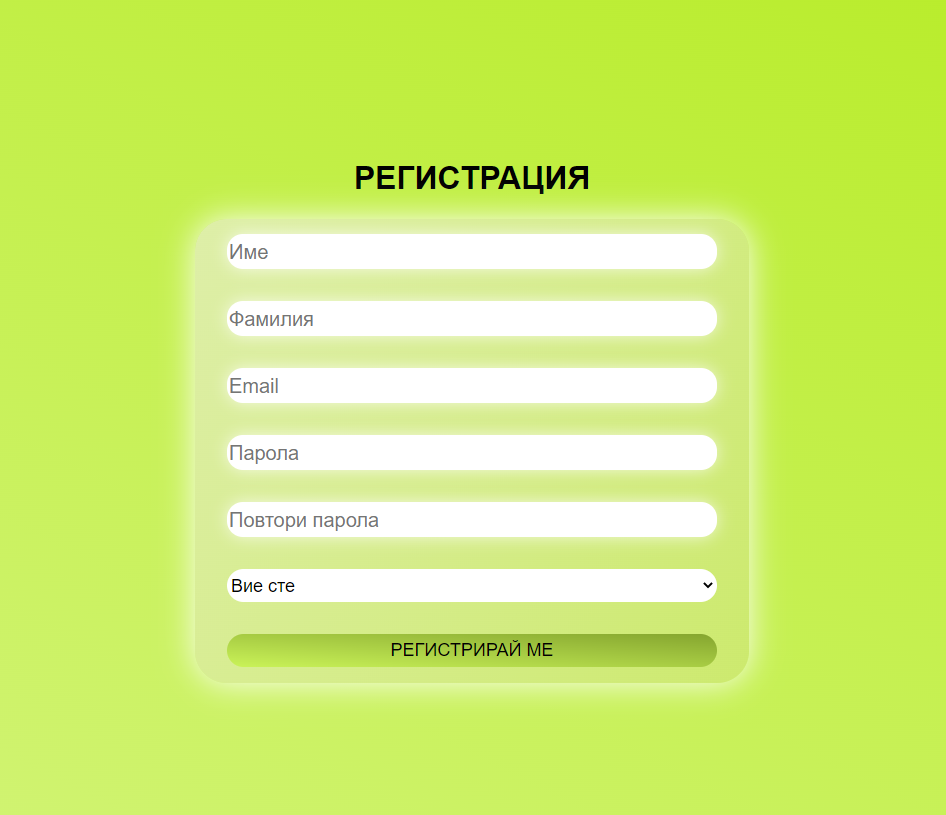 РЕГИСТРАЦИЯ
Име
Фамилия
Email
Парола
Повтори парола
Вие сте
РЕГИСТРИРАЙ МЕ